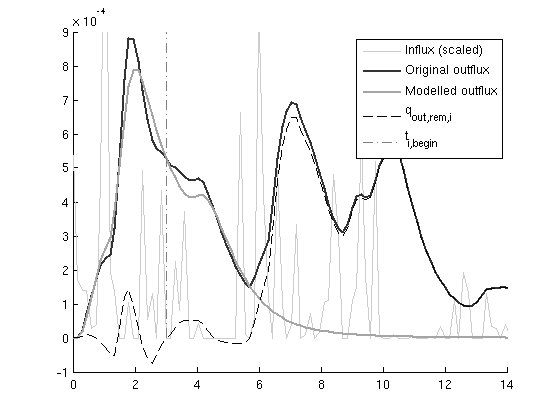 ×10⁻⁴
9
8
7
6
5
4
3
2
1
0
-1
0 2 4 6 8 10 12 14
Influx (scaled)
Original outflux
Modelled outflux
q_out,rem,i
t_i,begin